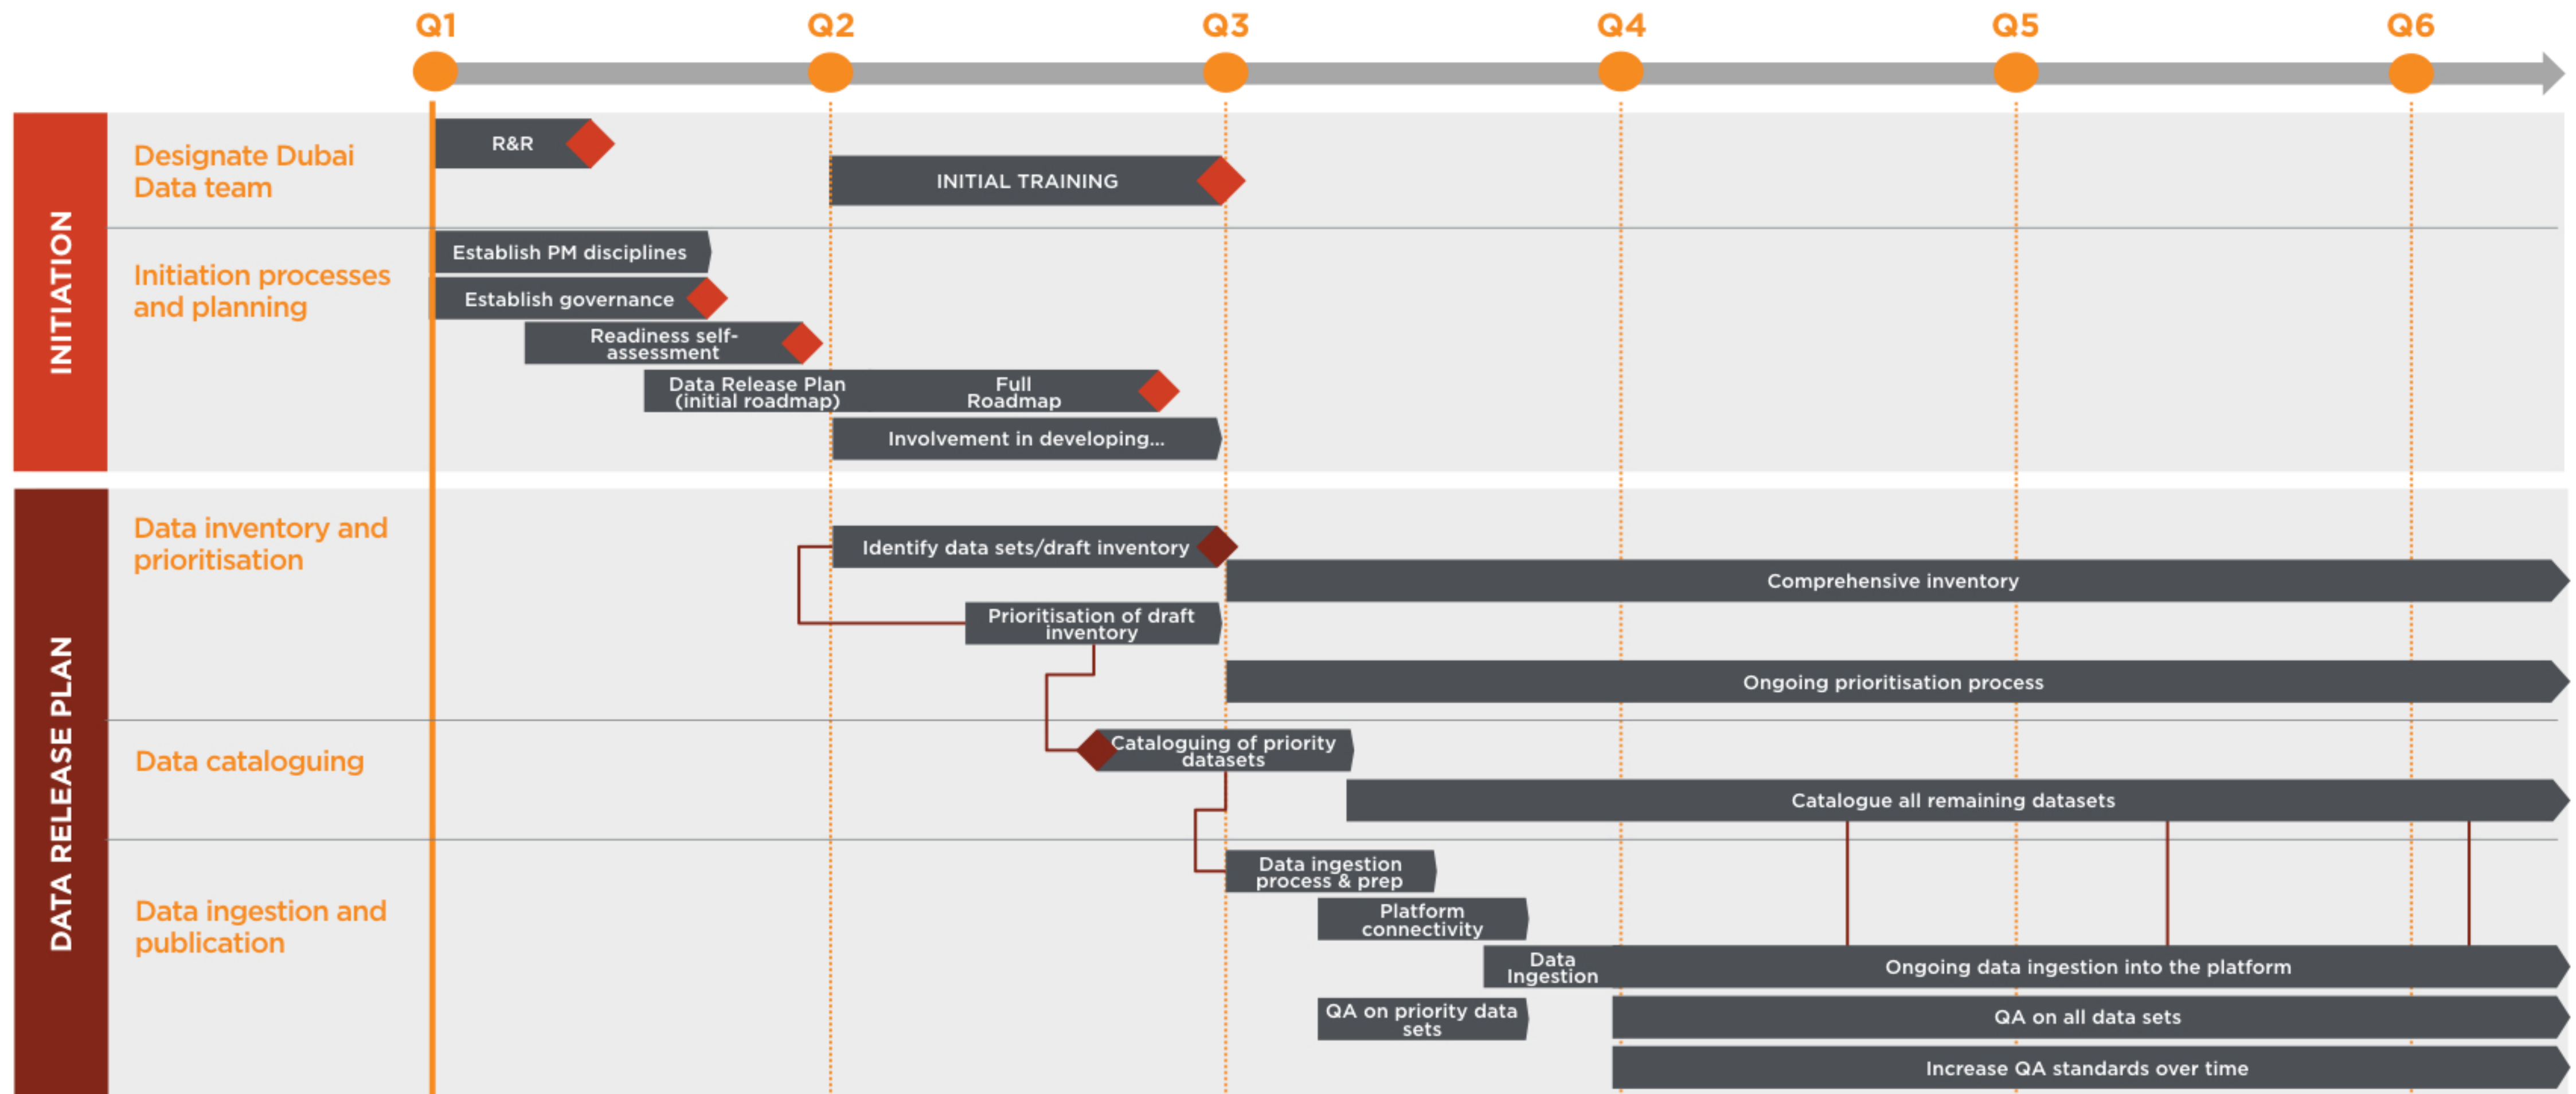 Q1 Q2 Q3 Q4 Q5 Q6
INITIATION
Designate Dubai
Data team
R&R
INITIAL TRAINING
Initiation processes
and planning
Establish PM disciplines
Establish governance
Readiness self-
assessment
Data Release Plan
(initial roadmap)
Full
Roadmap
Involvement in developing...
DATA RELEASE PLAN
Data inventory and
prioritisation
Identify data sets/draft inventory
Comprehensive inventory
Prioritisation of draft
inventory
Ongoing prioritisation process
Data cataloguing
Cataloguing of priority
datasets
Catalogue all remaining datasets
Data ingestion and
publication
Data ingestion
process & prep
Platform
connectivity
Data
Ingestion
Ongoing data ingestion into the platform
QA on priority data
sets
QA on all data sets
Increase QA standards over time